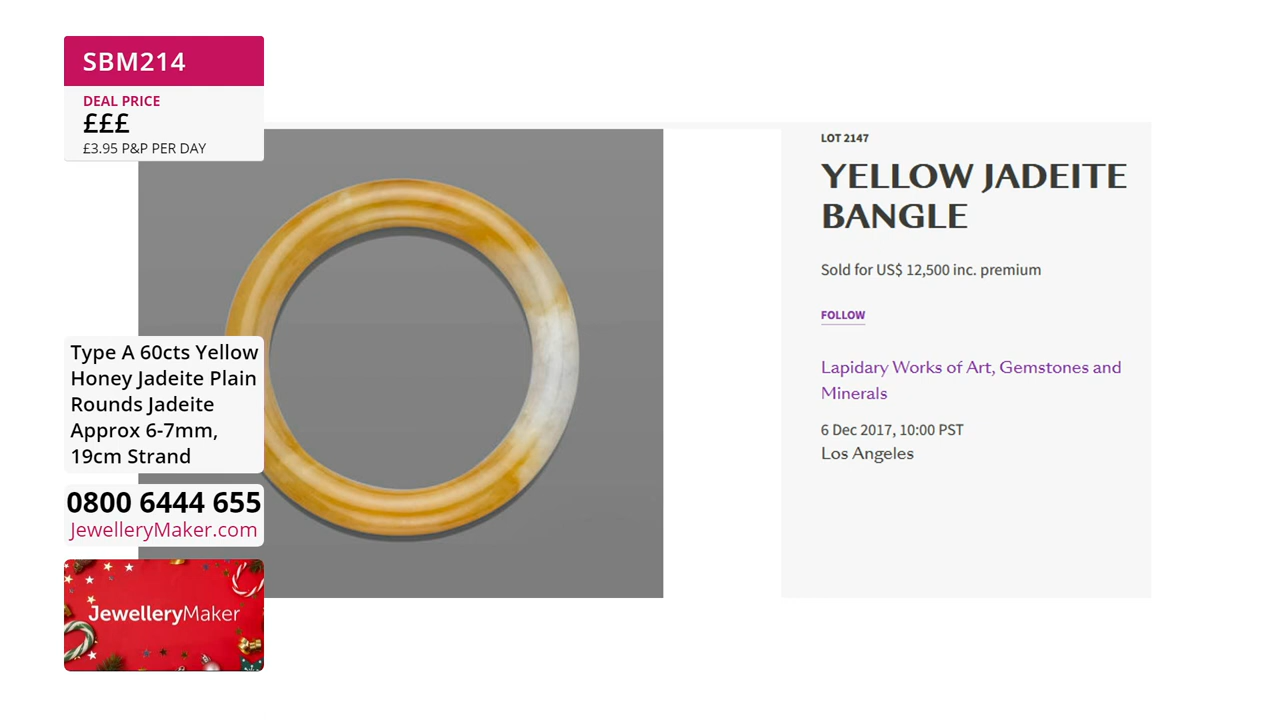 SBM214
DEAL PRICE
£££
£3.95 P&P PER DAY
Type A 60cts Yellow
Honey Jadeite Plain
Rounds Jadeite
Approx 6-7mm,
19cm Strand
0800 6444 655
JewelleryMaker.com
JewelleryMaker
LOT 2147
YELLOW JADEITE
BANGLE
Sold for US$ 12,500 inc. premium
FOLLOW
Lapidary Works of Art, Gemstones and
Minerals
6 Dec 2017, 10:00 PST
Los Angeles